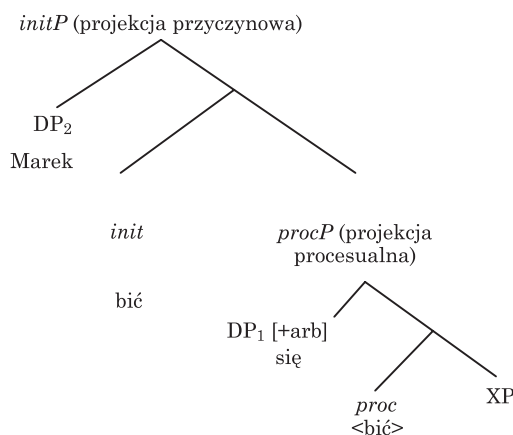 initP (projekcja przyczynowa)
DP₂
Marek
init
procP (projekcja
procesualna)
bić
DP₁ [+arb]
się
proc
<bić>
XP